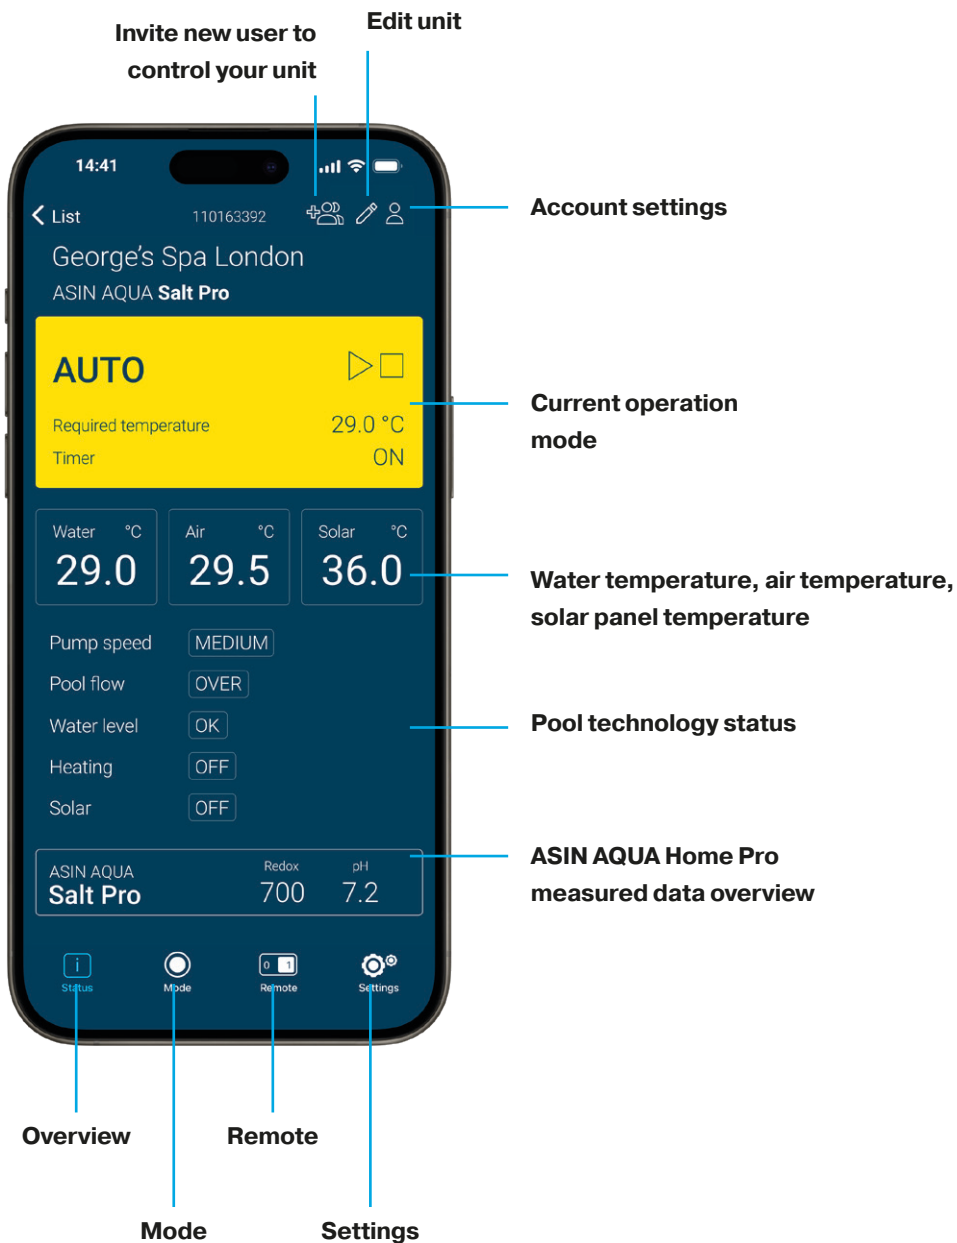 Edit unit
Invite new user to
control your unit
14:41
List
110163392
Account settings
George's Spa London
ASIN AQUA Salt Pro
AUTO
Current operation
mode
Required temperature 29.0 °C
Timer ON
Water °C
29.0
Air °C
29.5
Solar °C
36.0
Water temperature, air temperature,
solar panel temperature
Pump speed MEDIUM
Pool flow OVER
Water level OK
Heating OFF
Solar OFF
Pool technology status
ASIN AQUA
Salt Pro
Redox
700
pH
7.2
ASIN AQUA Home Pro
measured data overview
i
Status
Mode
0 1
Remote
Settings
Overview
Remote
Mode
Settings